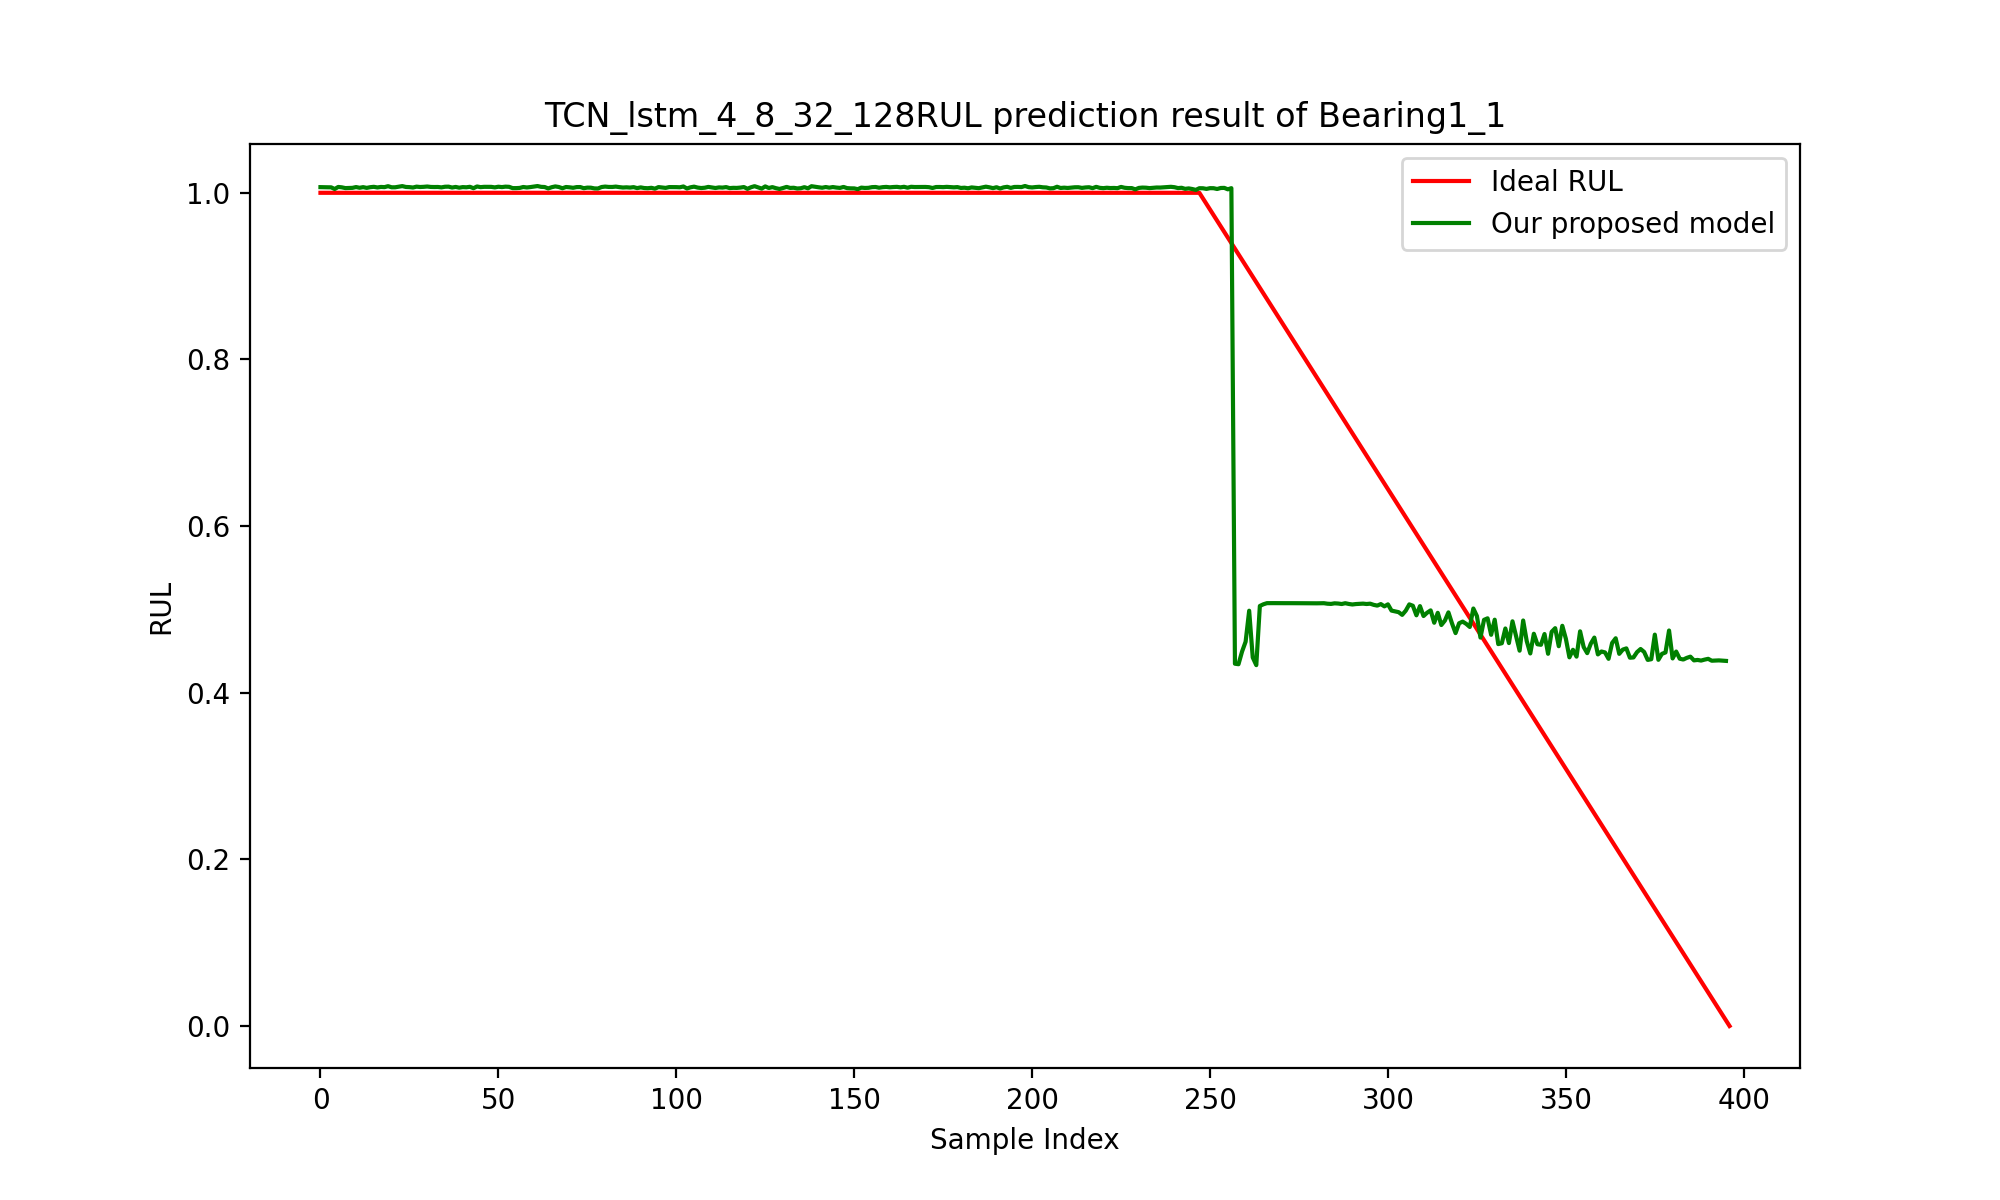 TCN_lstm_4_8_32_128RUL prediction result of Bearing1_1
Ideal RUL
Our proposed model
1.0
0.8
0.6
0.4
0.2
0.0
RUL
0 50 100 150 200 250 300 350 400
Sample Index